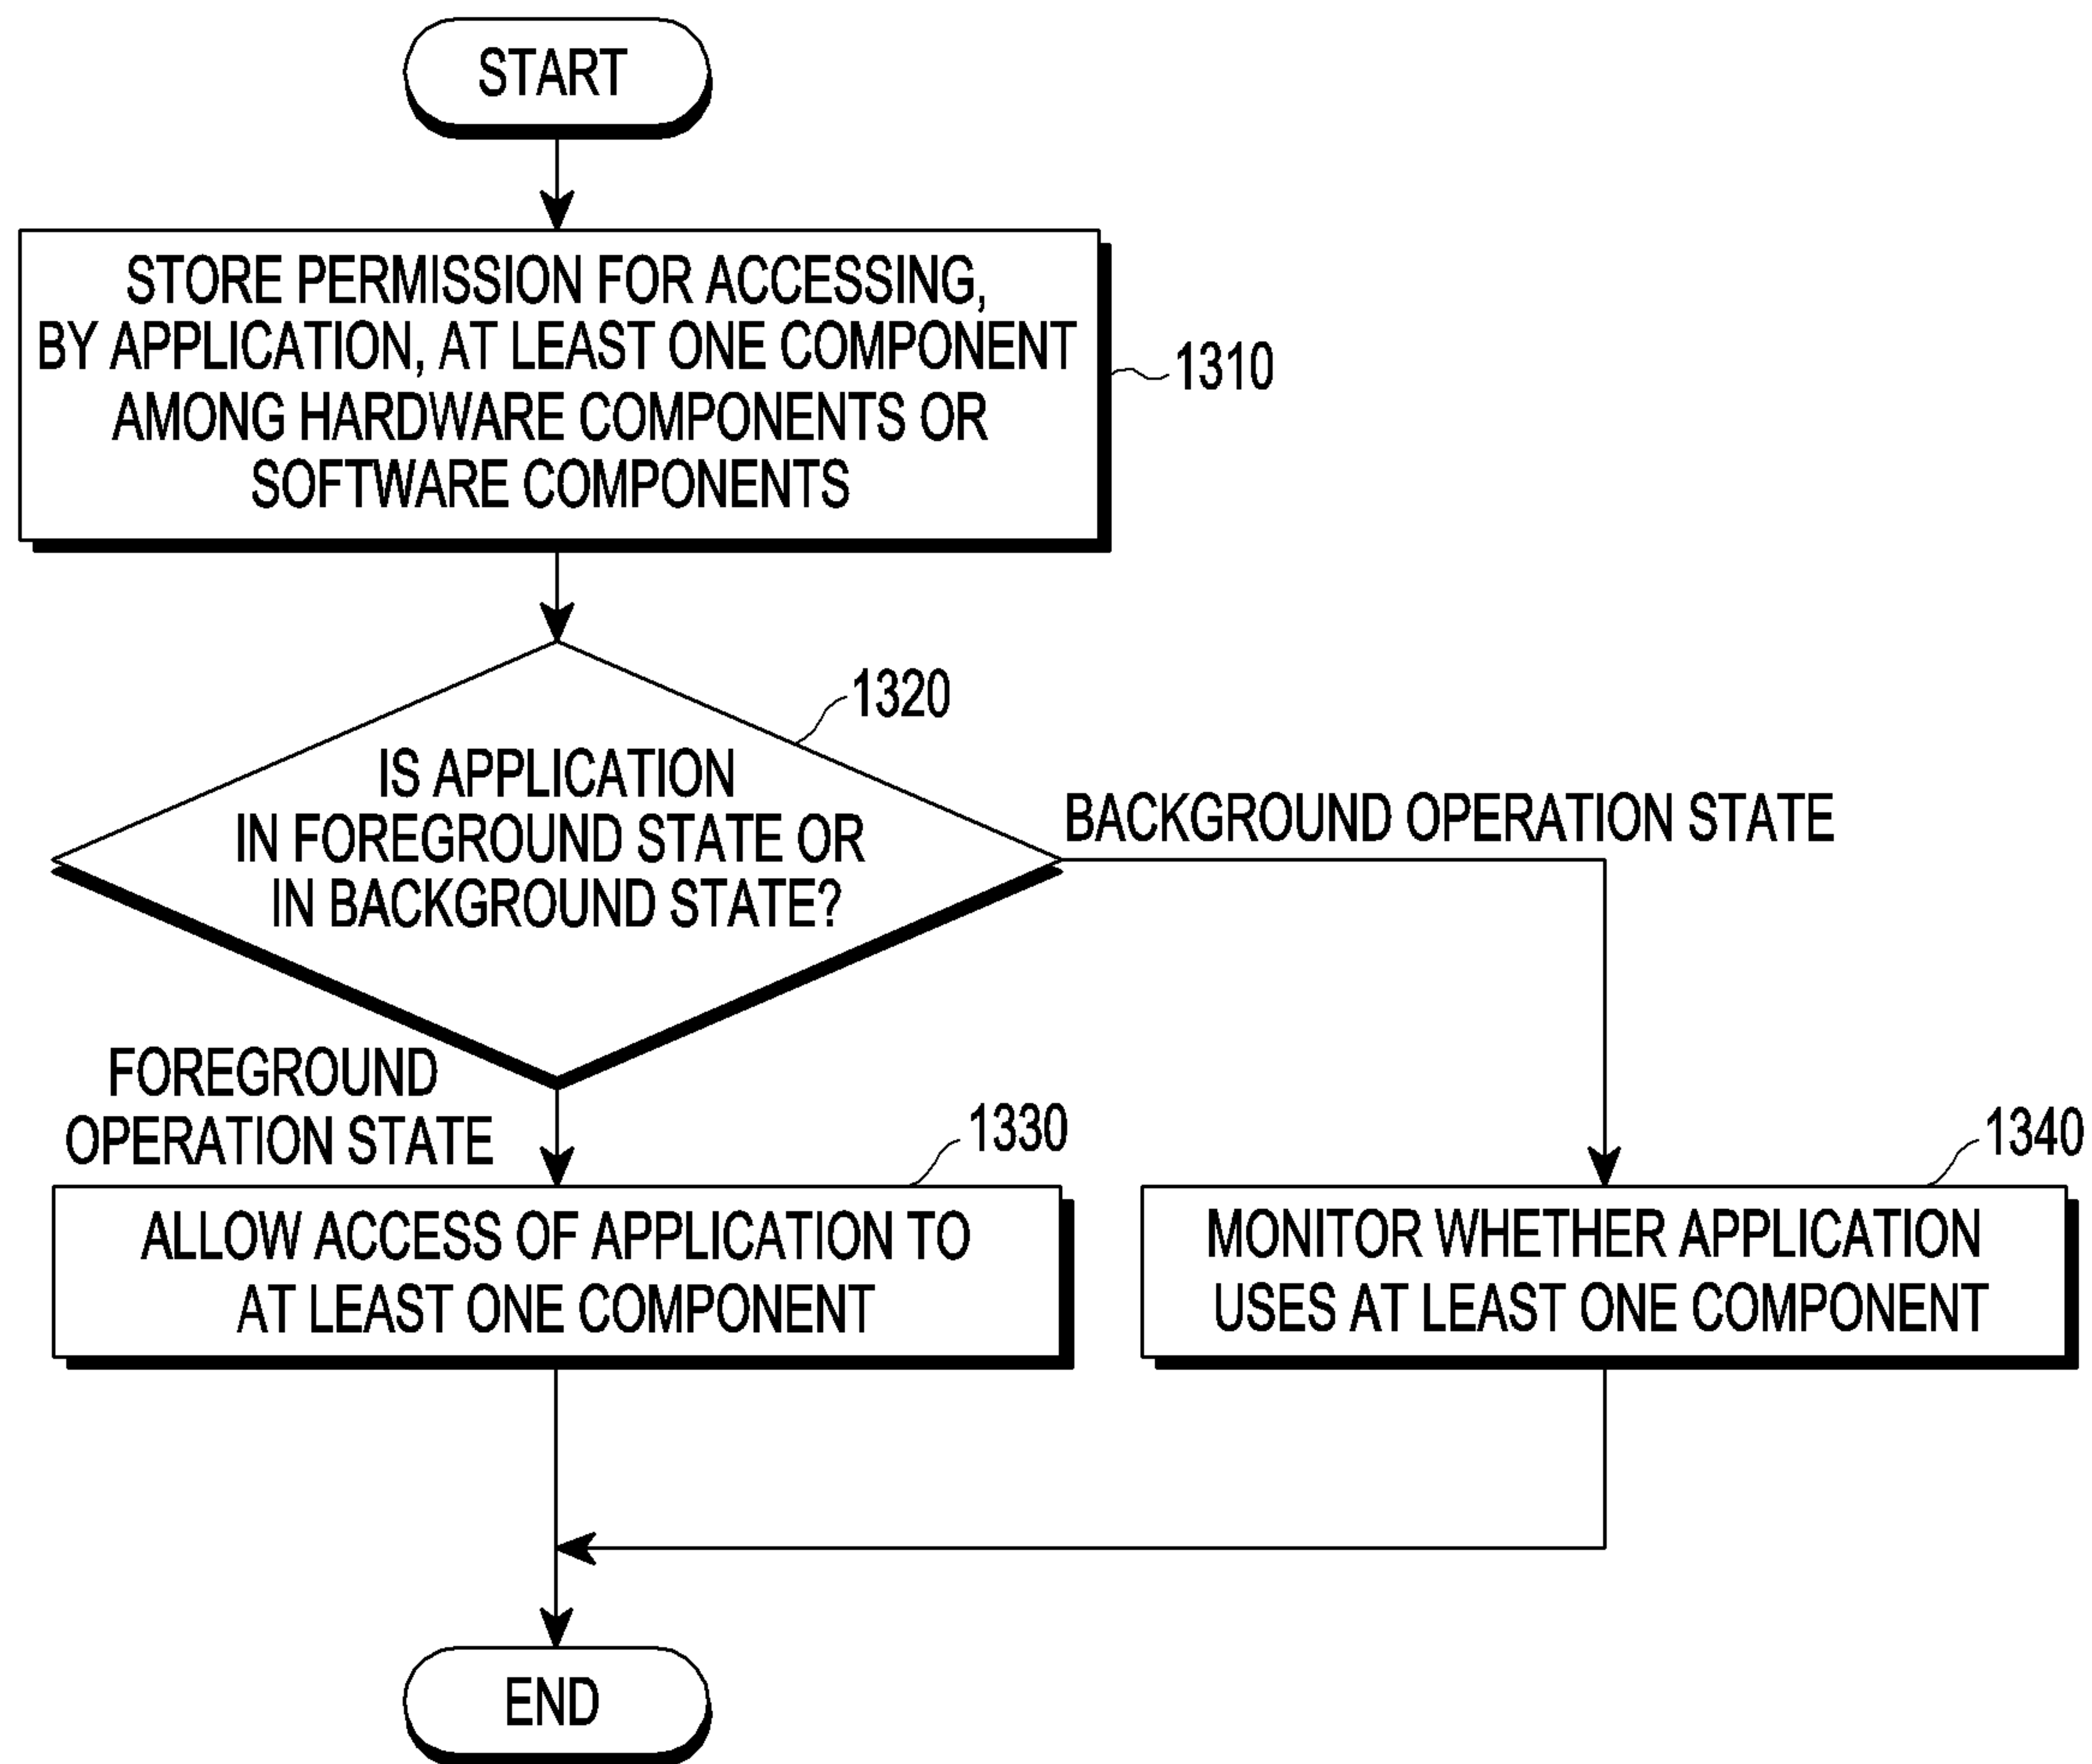 START
STORE PERMISSION FOR ACCESSING,
BY APPLICATION, AT LEAST ONE COMPONENT
AMONG HARDWARE COMPONENTS OR
SOFTWARE COMPONENTS
1310
1320
IS APPLICATION
IN FOREGROUND STATE OR
IN BACKGROUND STATE?
BACKGROUND OPERATION STATE
FOREGROUND
OPERATION STATE
1330
ALLOW ACCESS OF APPLICATION TO
AT LEAST ONE COMPONENT
1340
MONITOR WHETHER APPLICATION
USES AT LEAST ONE COMPONENT
END